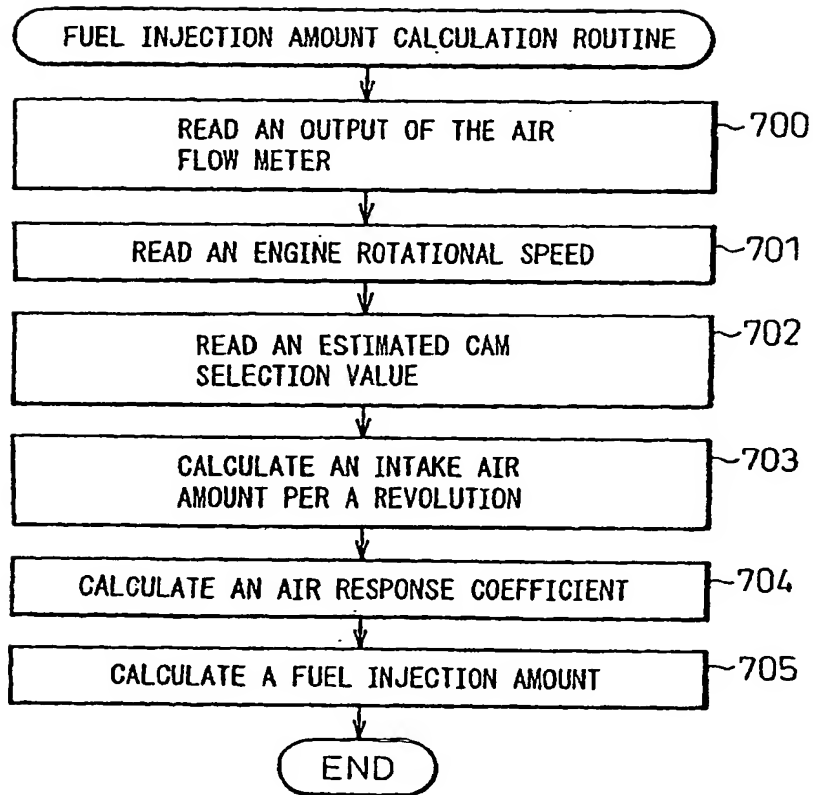 FUEL INJECTION AMOUNT CALCULATION ROUTINE
READ AN OUTPUT OF THE AIR
FLOW METER
700
READ AN ENGINE ROTATIONAL SPEED
701
READ AN ESTIMATED CAM
SELECTION VALUE
702
CALCULATE AN INTAKE AIR
AMOUNT PER A REVOLUTION
703
CALCULATE AN AIR RESPONSE COEFFICIENT
704
CALCULATE A FUEL INJECTION AMOUNT
705
END